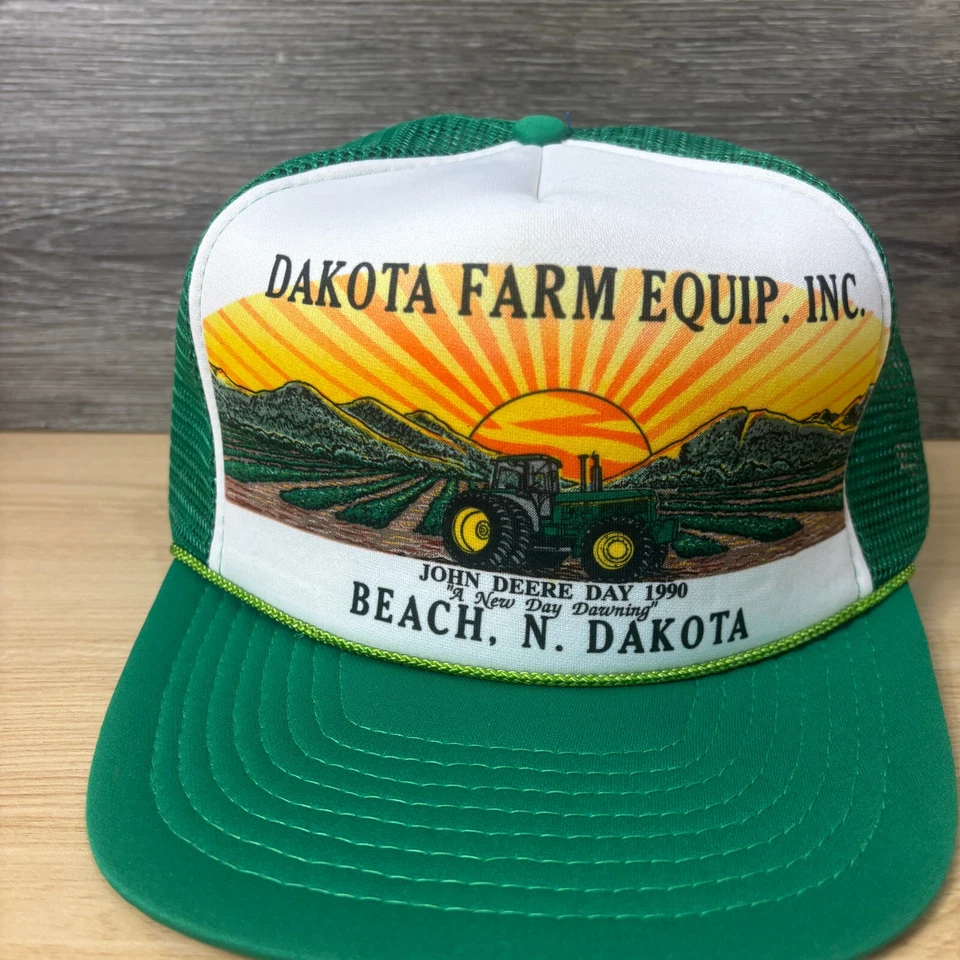 DAKOTA FARM EQUIP. INC.
JOHN DEERE DAY 1990
"A New Day Dawning"
BEACH, N. DAKOTA